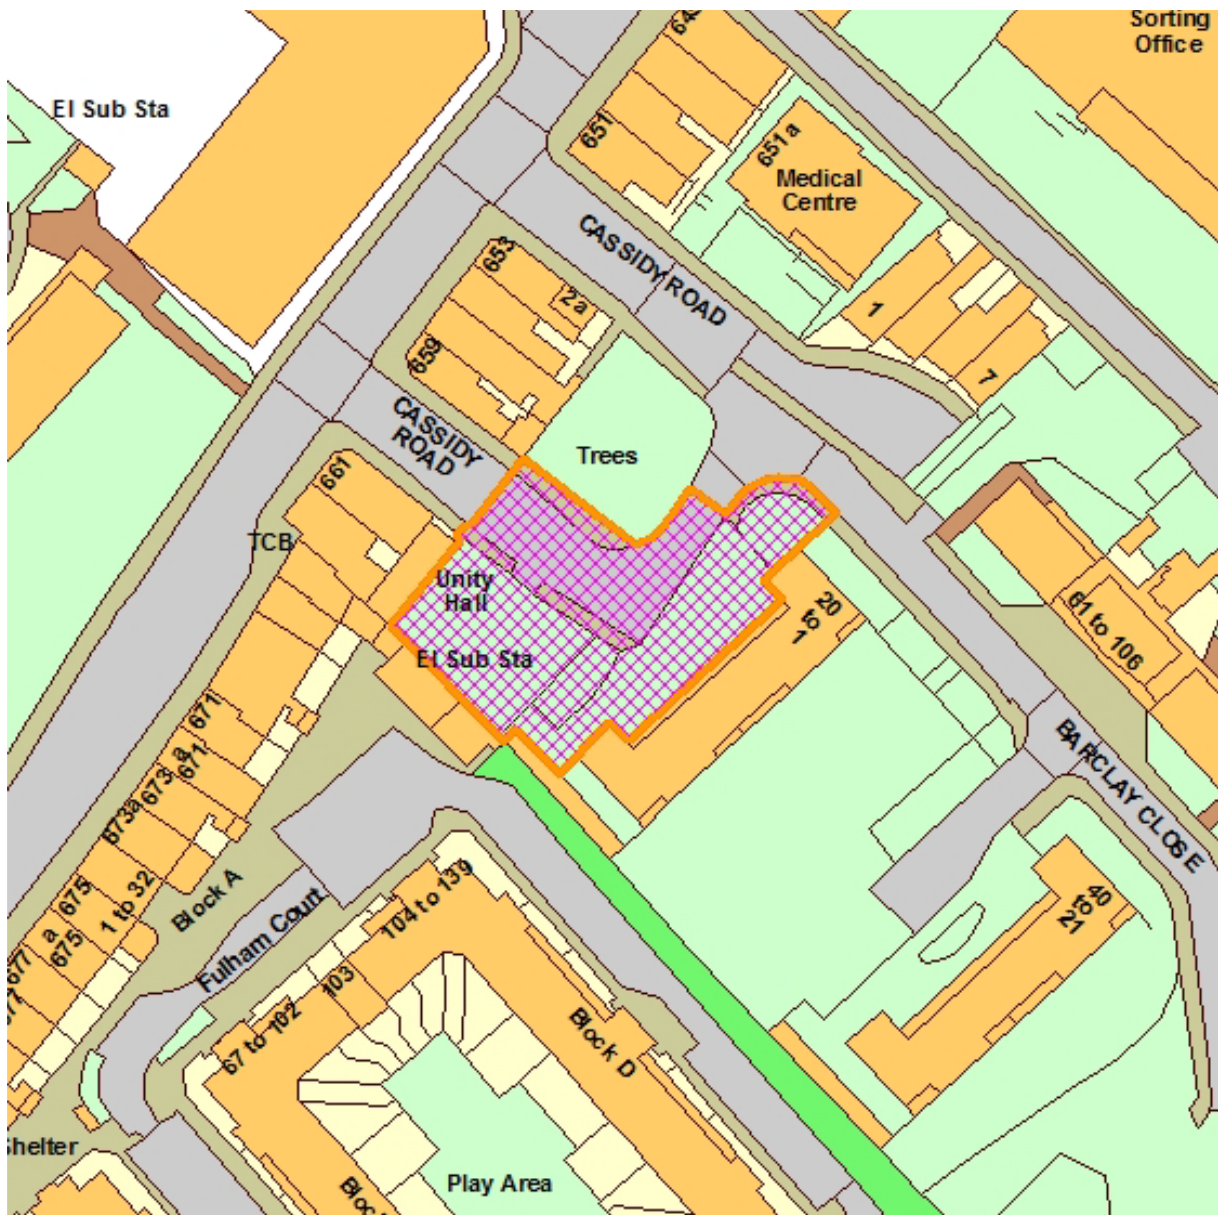 Sorting
Office
El Sub Sta
651
651a
Medical
Centre
CASSIDY ROAD
653
2a
1
659
7
CASSIDY
ROAD
Trees
661
TCB
Unity
Hall
El Sub Sta
20
to
1
61 to 106
671
a
671
673
673a
BARCLAY CLOSE
675
1 to 32
Block A
a
675
104 to 139
40
to
21
Fulham Court
677
103
67 to 102
Block D
Shelter
Play Area